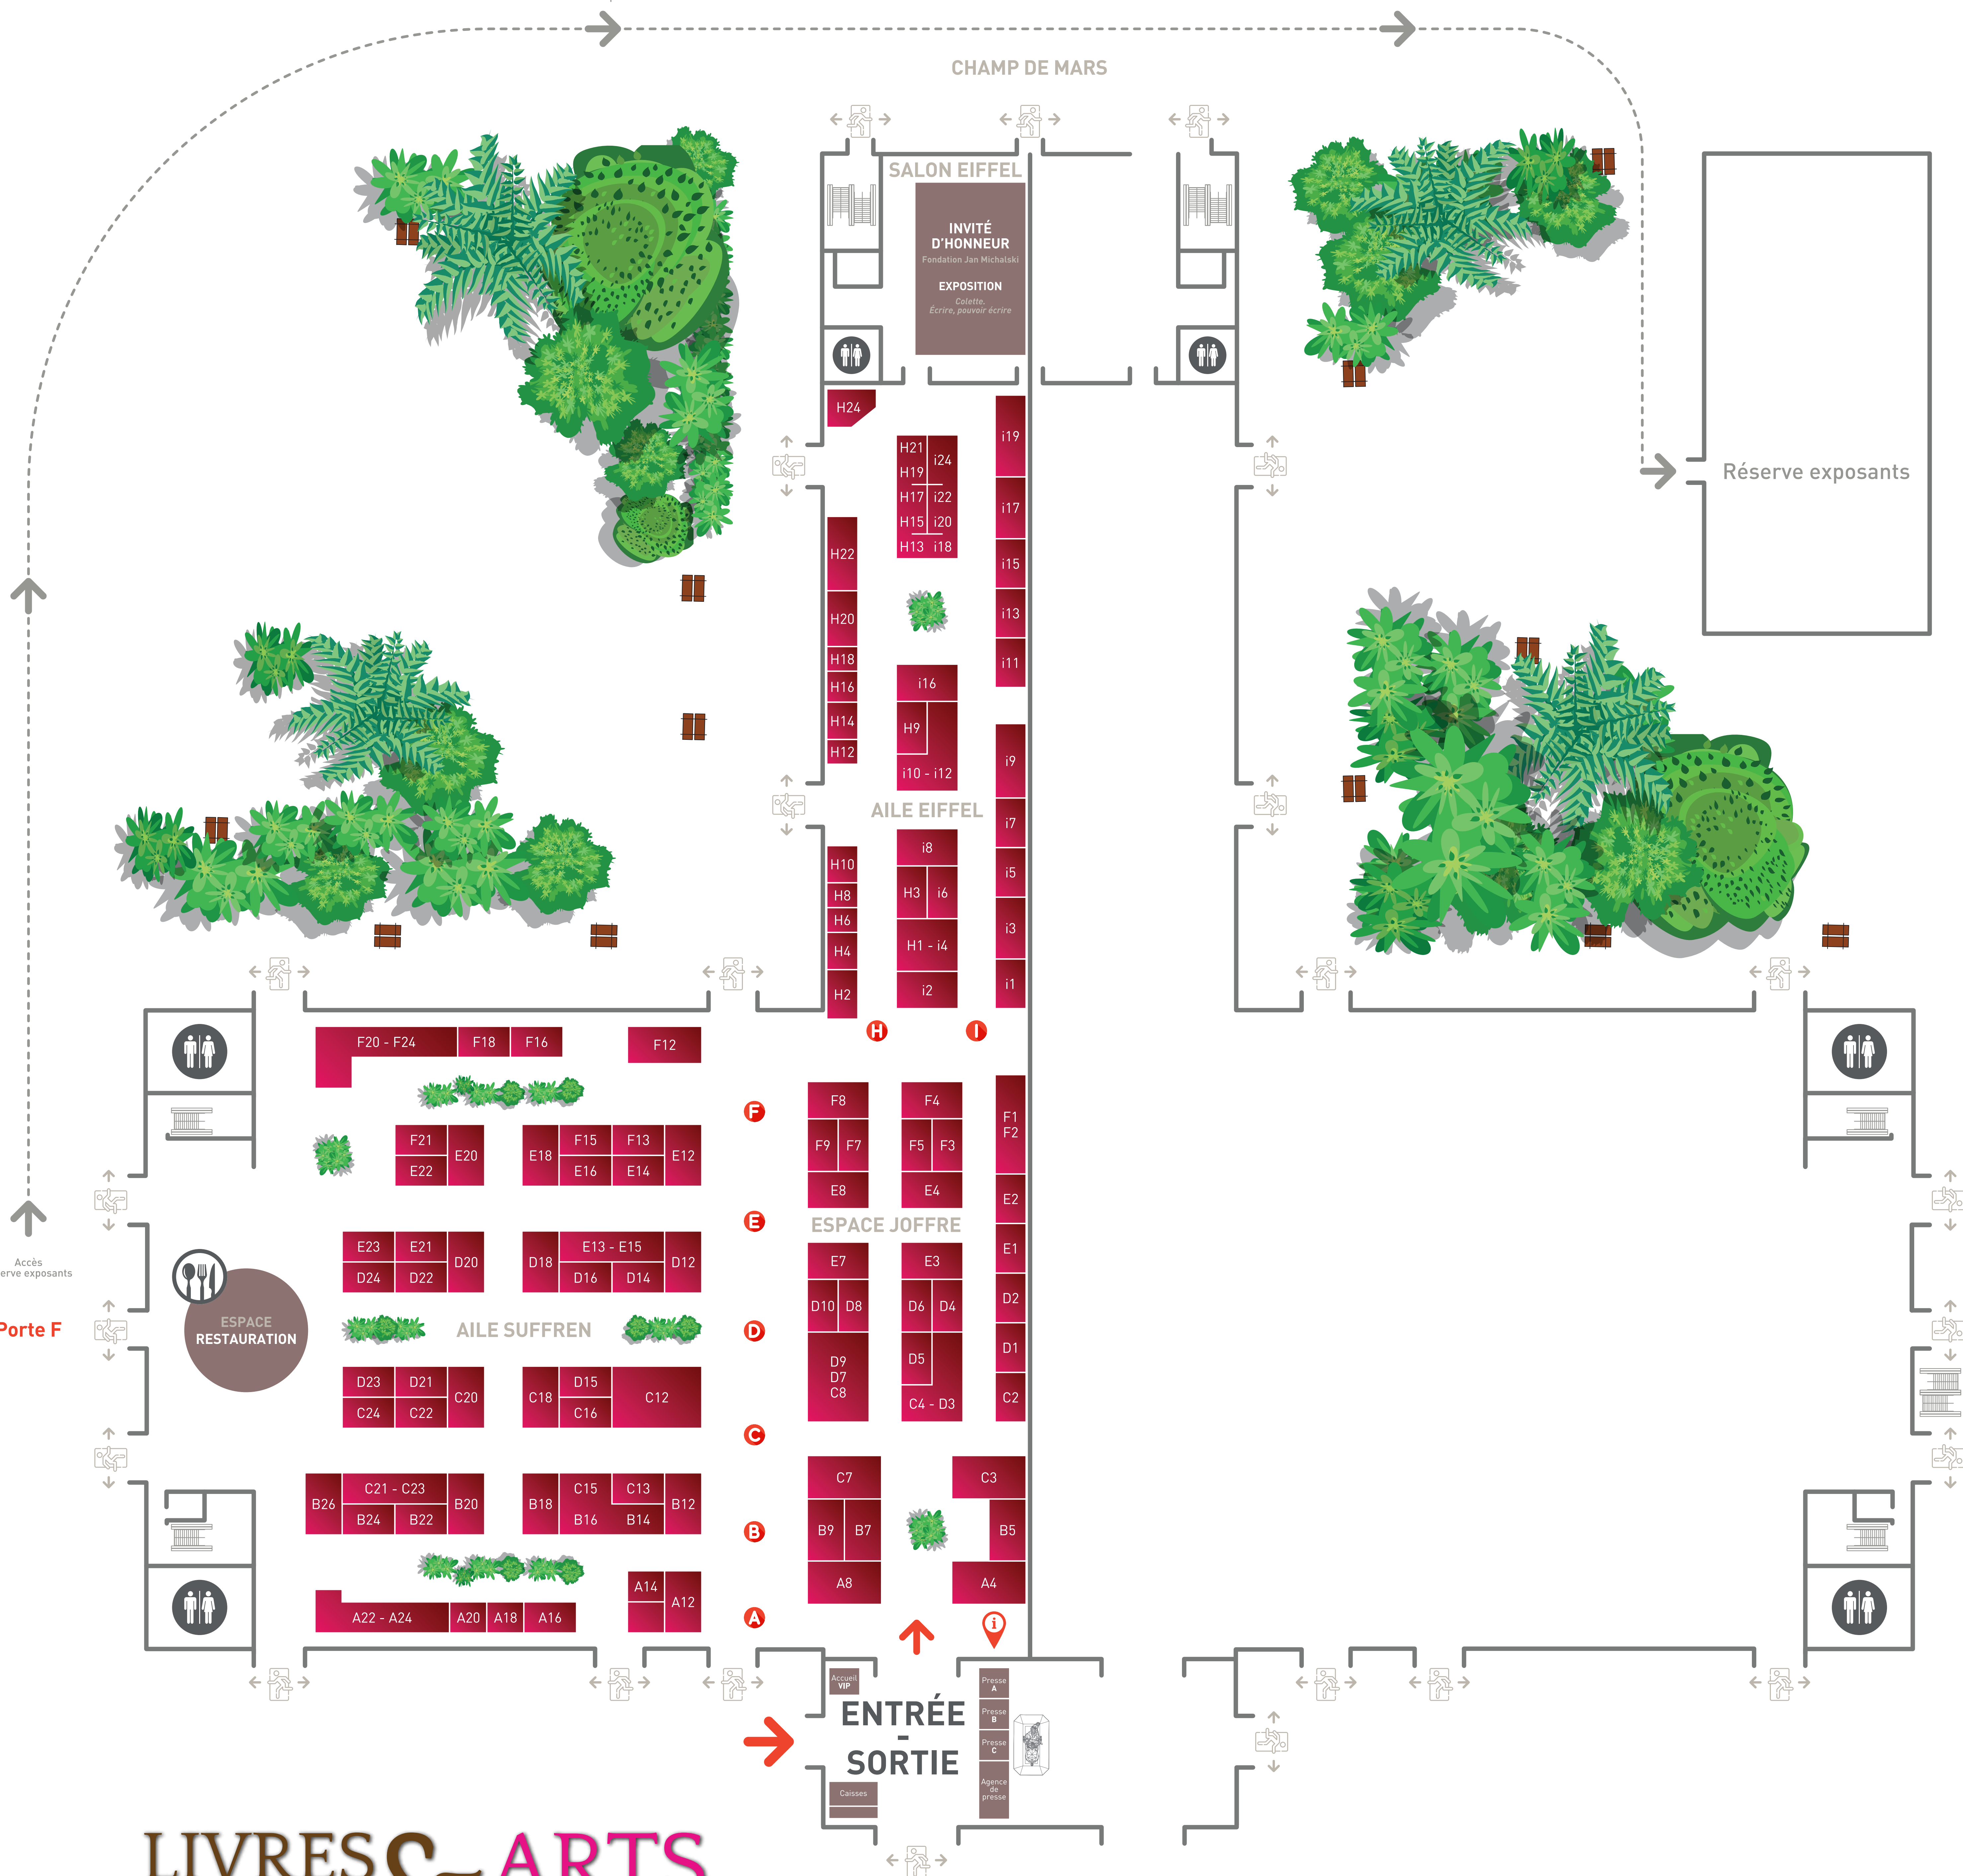 CHAMP DE MARS
SALON EIFFEL
INVITÉ
D'HONNEUR
Fondation Jan Michalski
EXPOSITION
Colette.
Écrire, pouvoir écrire
Réserve exposants
H24
i19
H21
i24
H19
H17
i22
i17
H15
i20
H13
i18
H22
i15
H20
i13
H18
i11
H16
i16
H14
H9
H12
i9
i10 - i12
AILE EIFFEL
i7
H10
i8
i5
H8
H3
i6
H6
i3
H4
H1 - i4
H2
i2
i1
H
I
F20 - F24
F18
F16
F12
F
F8
F4
F1
F2
F9
F7
F5
F3
F21
E20
E18
F15
F13
E12
E22
E16
E14
E8
E4
E2
E
ESPACE JOFFRE
E23
E21
D20
D18
E13 - E15
D12
E7
E3
E1
D24
D22
D16
D14
D10
D8
D6
D4
D2
Accès
erve exposants
Porte F
ESPACE
RESTAURATION
AILE SUFFREN
D
D9
D7
C8
D5
D1
C4 - D3
C2
D23
D21
C20
C18
D15
C12
C24
C22
C16
C
C7
C3
B26
C21 - C23
B20
B18
C15
C13
B12
B24
B22
B16
B14
B
B9
B7
B5
A8
A4
A14
A12
A22 - A24
A20
A18
A16
A
i
Accueil
VIP
Presse
A
Presse
B
Presse
C
Agence
de
presse
ENTRÉE
-
SORTIE
Caisses
LIVRES & ARTS